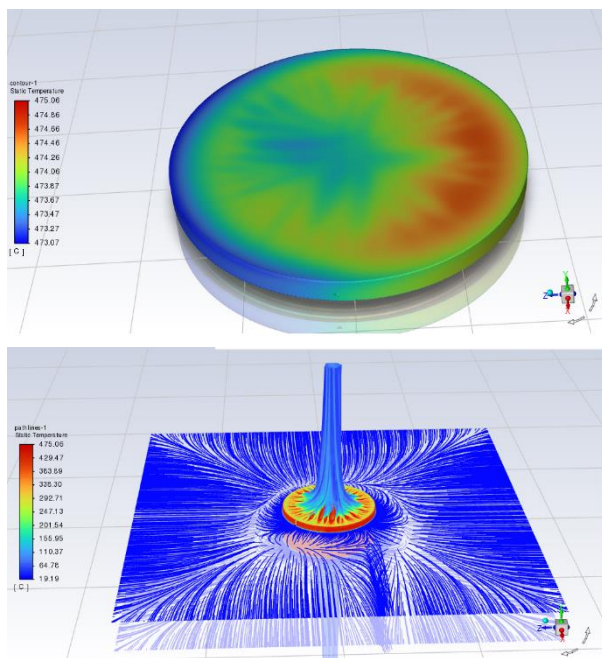 contour-1
Static Temperature
475.06
474.86
474.66
474.46
474.26
474.06
473.87
473.67
473.47
473.27
473.07
[ C ]
Y
Z
X
pathlines-1
Static Temperature
475.06
429.47
383.89
338.30
292.71
247.13
201.54
155.95
110.37
64.78
19.19
[ C ]
Z
X